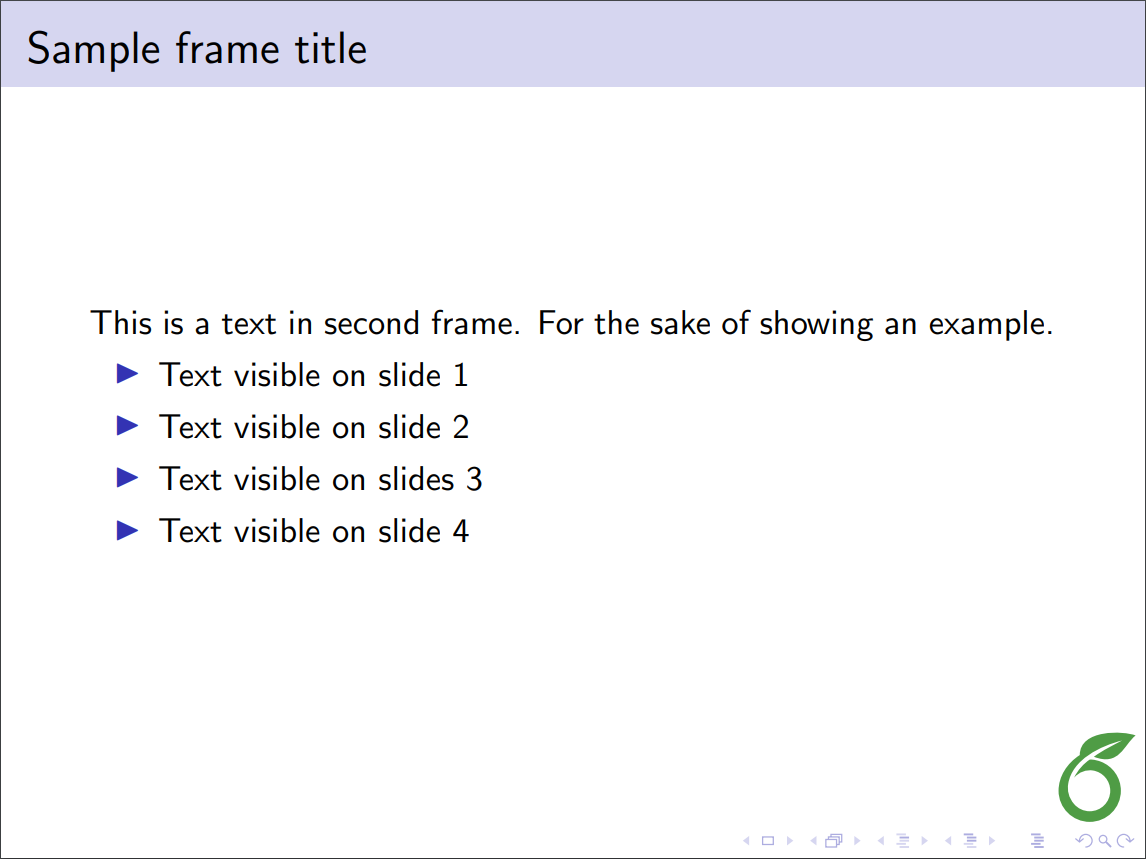 Sample frame title
This is a text in second frame. For the sake of showing an example.
Text visible on slide 1
Text visible on slide 2
Text visible on slides 3
Text visible on slide 4